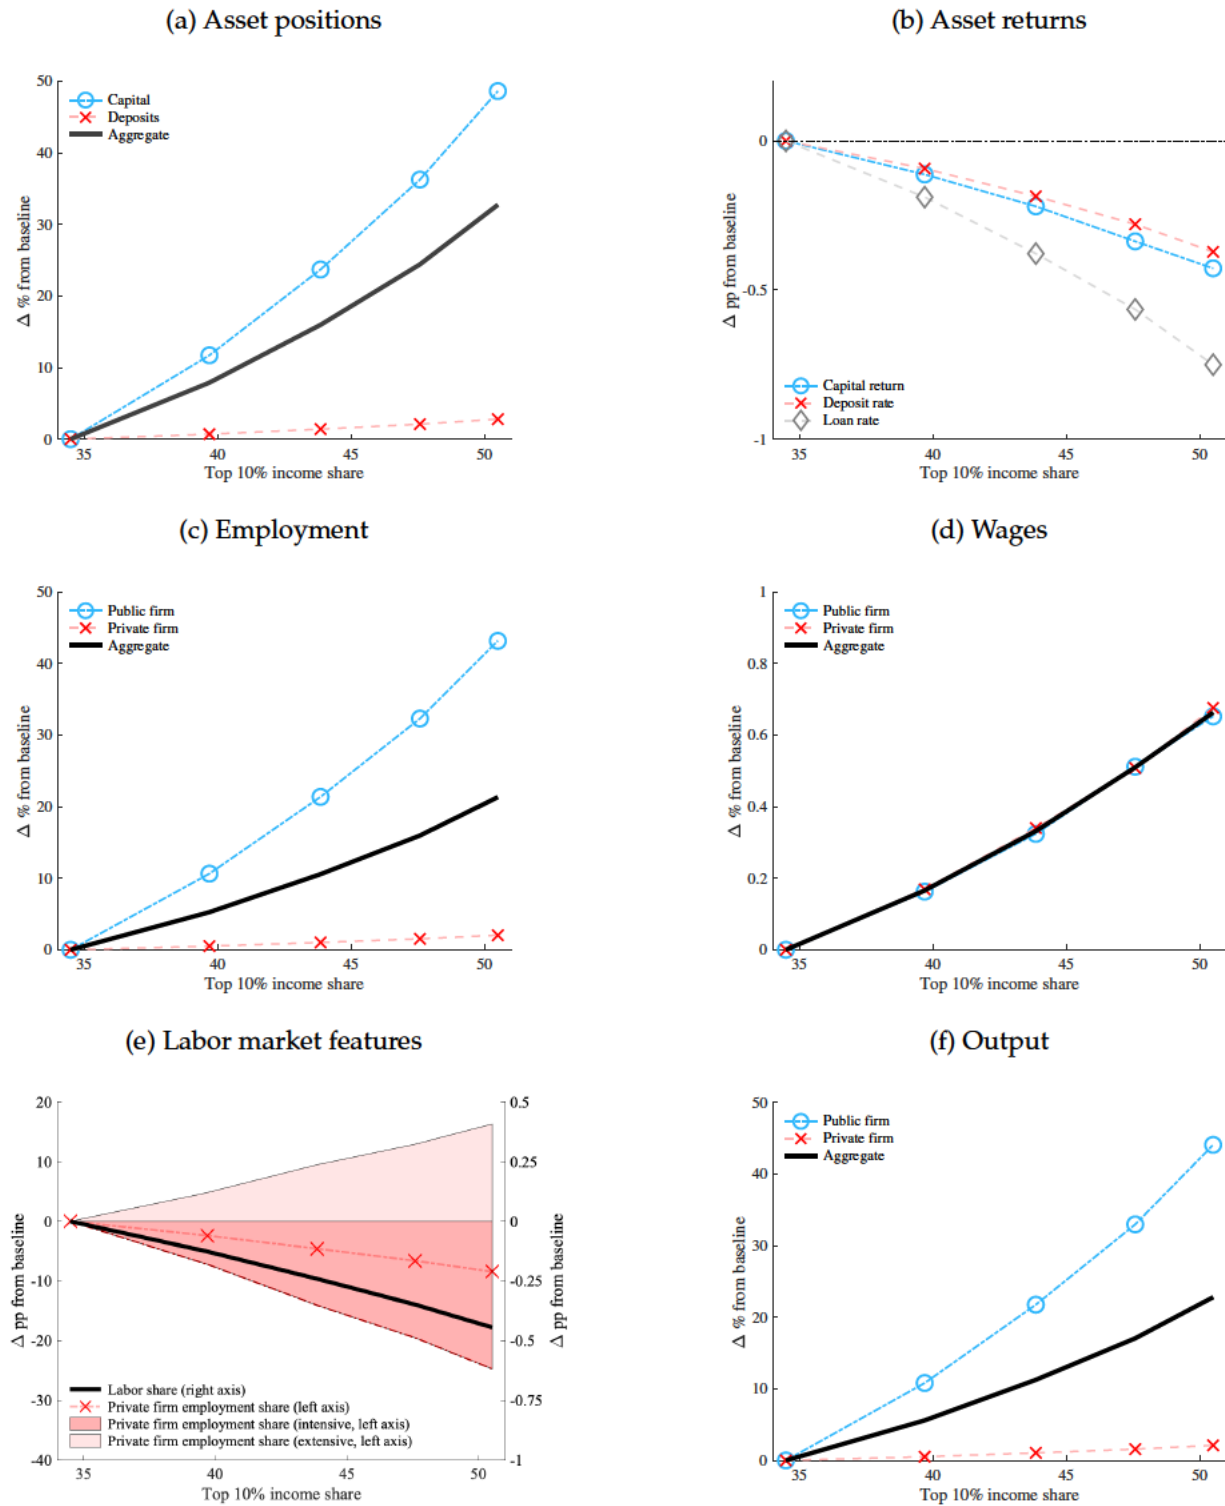 (a) Asset positions
50
40
30
20
10
0
Δ % from baseline
Capital
Deposits
Aggregate
35
40
45
50
Top 10% income share
(b) Asset returns
0
-0.5
-1
Δ pp from baseline
Capital return
Deposit rate
Loan rate
35
40
45
50
Top 10% income share
(c) Employment
50
40
30
20
10
0
Δ % from baseline
Public firm
Private firm
Aggregate
35
40
45
50
Top 10% income share
(d) Wages
1
0.8
0.6
0.4
0.2
0
Δ % from baseline
Public firm
Private firm
Aggregate
35
40
45
50
Top 10% income share
(e) Labor market features
20
10
0
-10
-20
-30
-40
Δ pp from baseline
0.5
0.25
0
-0.25
-0.5
-0.75
-1
Δ pp from baseline
Labor share (right axis)
Private firm employment share (left axis)
Private firm employment share (intensive, left axis)
Private firm employment share (extensive, left axis)
35
40
45
50
Top 10% income share
(f) Output
50
40
30
20
10
0
Δ % from baseline
Public firm
Private firm
Aggregate
35
40
45
50
Top 10% income share